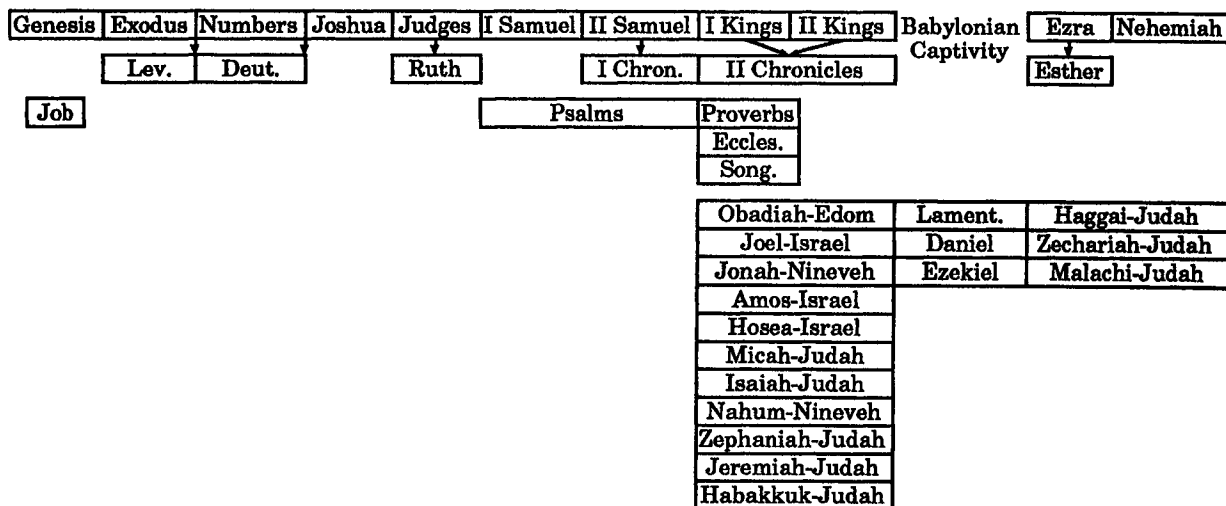 Genesis Exodus Numbers Joshua Judges I Samuel II Samuel I Kings II Kings Babylonian Captivity Ezra Nehemiah
Lev. Deut. Ruth I Chron. II Chronicles Esther
Job Psalms Proverbs
Eccles.
Song.
Obadiah-Edom Lament. Haggai-Judah
Joel-Israel Daniel Zechariah-Judah
Jonah-Nineveh Ezekiel Malachi-Judah
Amos-Israel
Hosea-Israel
Micah-Judah
Isaiah-Judah
Nahum-Nineveh
Zephaniah-Judah
Jeremiah-Judah
Habakkuk-Judah